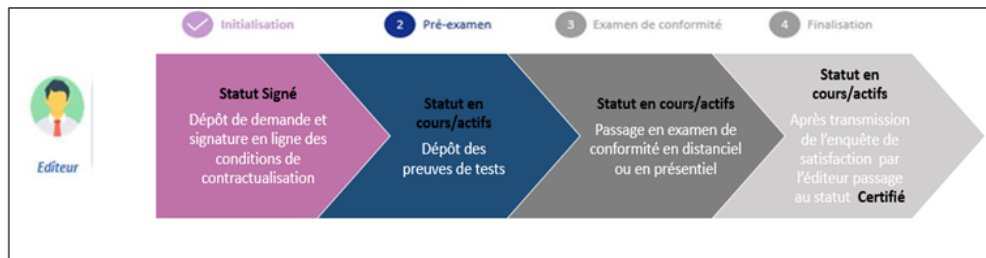 Initialisation
2 Pré-examen
3 Examen de conformité
4 Finalisation
Editeur
Statut Signé
Dépôt de demande et
signature en ligne des
conditions de
contractualisation
Statut en
cours/actifs
Dépôt des
preuves de tests
Statut en cours/actifs
Passage en examen de
conformité en distanciel
ou en présentiel
Statut en
cours/actifs
Après transmission
de l'enquête de
satisfaction par
l'éditeur passage
au statut Certifié